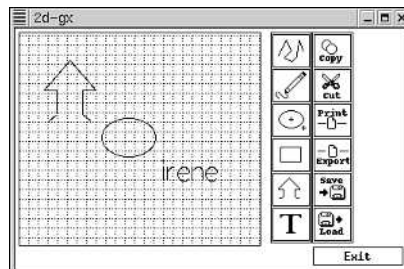 2d-gx
Copy
Cut
Print
Export
irene
Save
T
Load
Exit